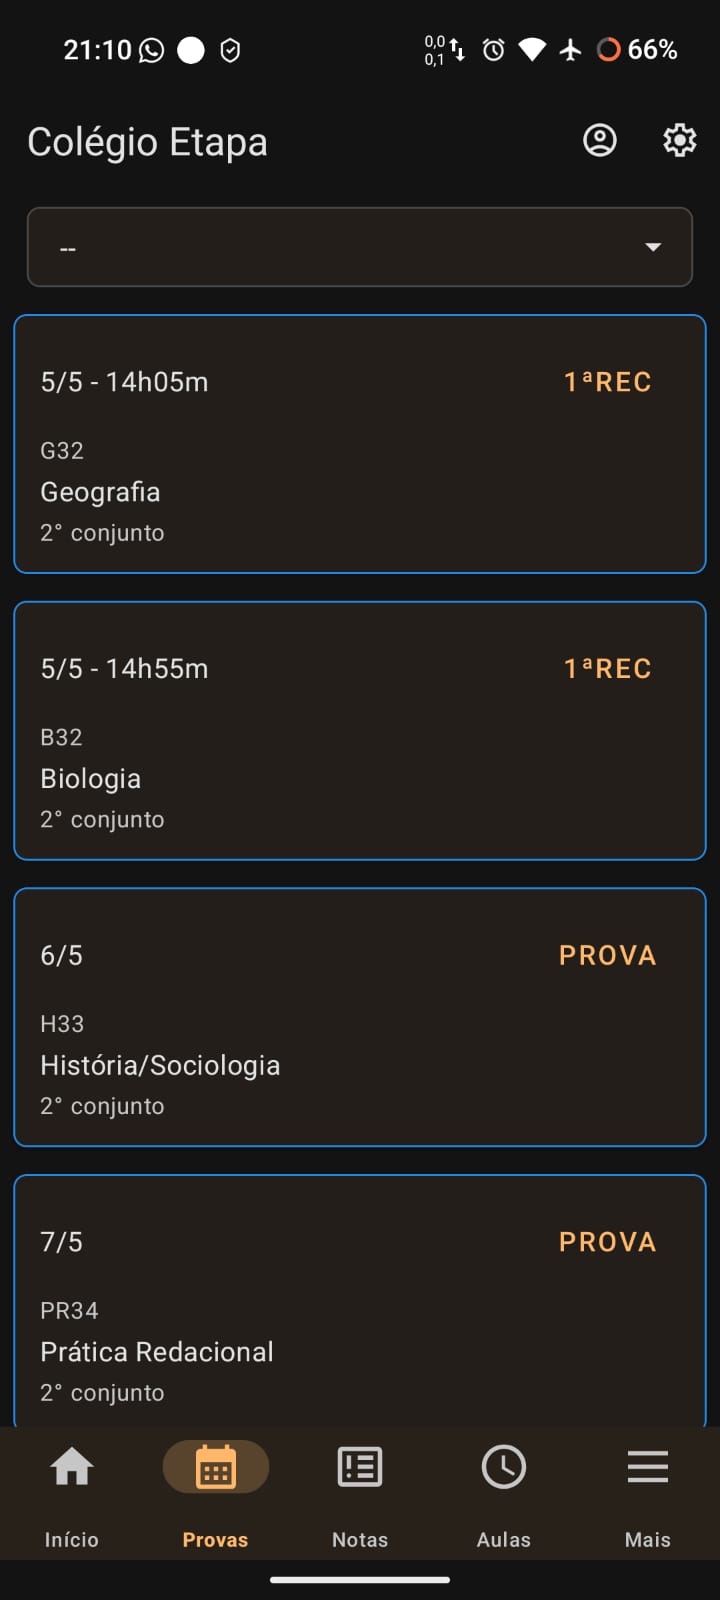 21:10
0,0
0,1
66%
Colégio Etapa
--
5/5 - 14h05m
1ªREC
G32
Geografia
2° conjunto
5/5 - 14h55m
1ªREC
B32
Biologia
2° conjunto
6/5
PROVA
H33
História/Sociologia
2° conjunto
7/5
PROVA
PR34
Prática Redacional
2° conjunto
Início
Provas
Notas
Aulas
Mais